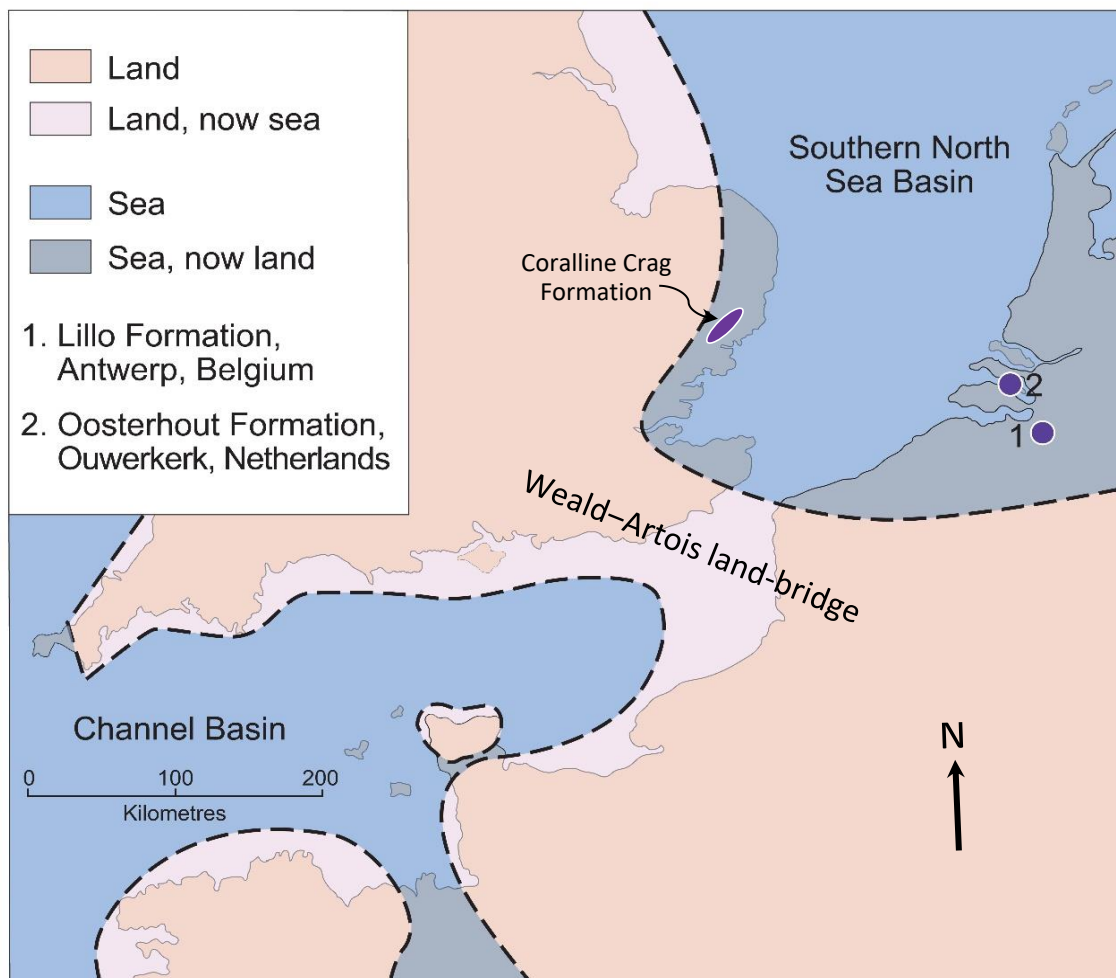 Land
Land, now sea
Sea
Sea, now land
1. Lillo Formation,
Antwerp, Belgium
2. Oosterhout Formation,
Ouwerkerk, Netherlands
Southern North
Sea Basin
Coralline Crag
Formation
2
1
Weald–Artois land-bridge
Channel Basin
0 100 200
Kilometres
N